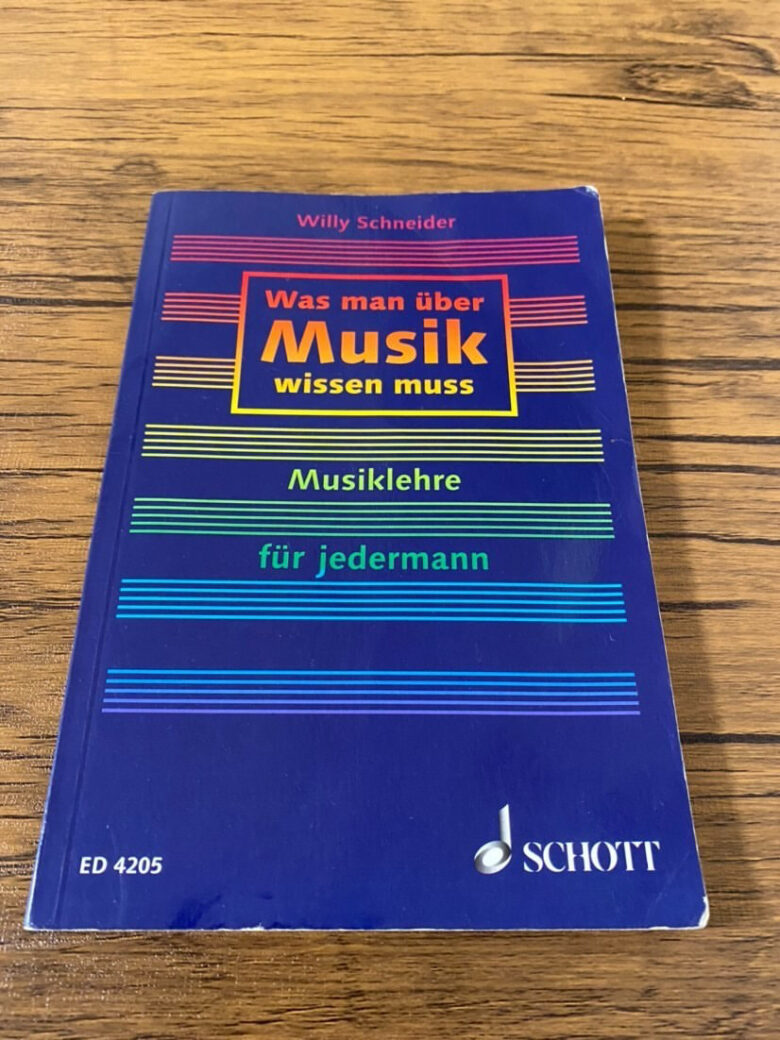 Willy Schneider
Was man über
Musik
wissen muss
Musiklehre
für jedermann
ED 4205
SCHOTT